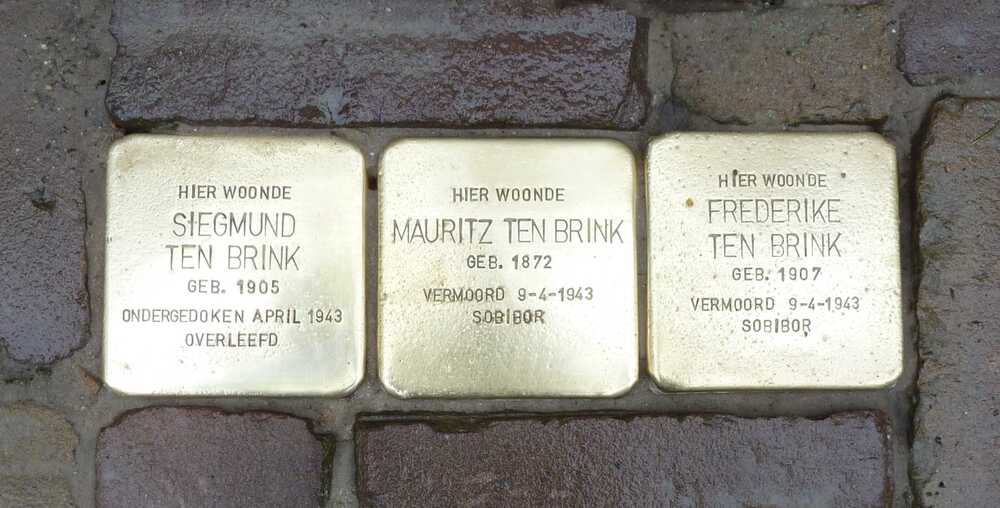 HIER WOONDE
SIEGMUND
TEN BRINK
GEB. 1905
ONDERGEDOKEN APRIL 1943
OVERLEEFD
HIER WOONDE
MAURITZ TEN BRINK
GEB. 1872
VERMOORD 9-4-1943
SOBIBOR
HIER WOONDE
FREDERIKE
TEN BRINK
GEB. 1907
VERMOORD 9-4-1943
SOBIBOR